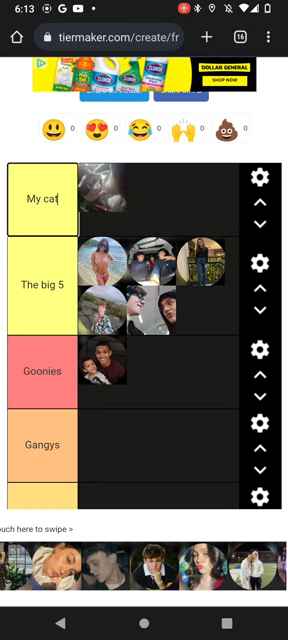 6:13
tiermaker.com/create/fr
16
DOLLAR GENERAL
SHOP NOW
0
0
0
0
0
My cat
The big 5
Goonies
Gangys
ouch here to swipe >